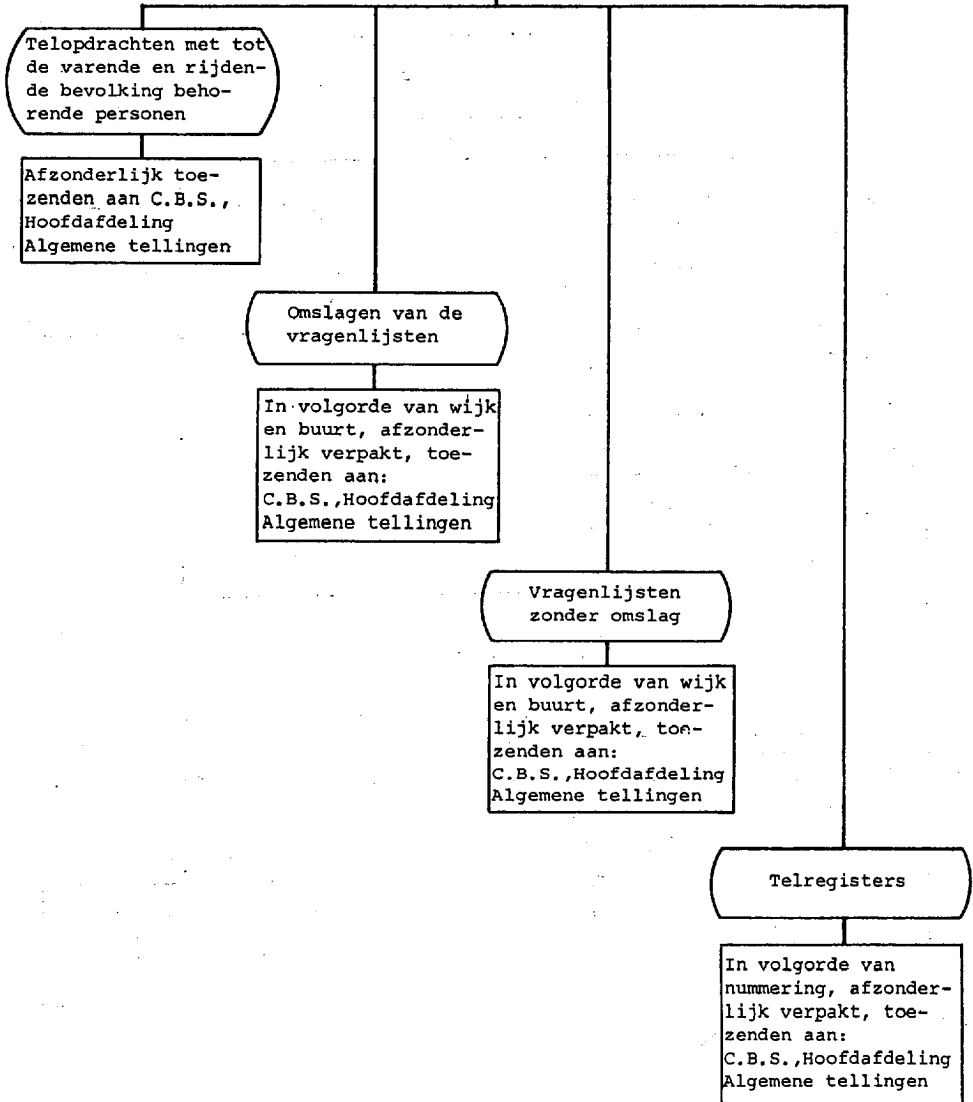 Telopdrachten met tot
de varende en rijden-
de bevolking beho-
rende personen
Afzonderlijk toe-
zenden aan C.B.S.,
Hoofdafdeling
Algemene tellingen
Omslagen van de
vragenlijsten
In volgorde van wijk
en buurt, afzonder-
lijk verpakt, toe-
zenden aan:
C.B.S.,Hoofdafdeling
Algemene tellingen
Vragenlijsten
zonder omslag
In volgorde van wijk
en buurt, afzonder-
lijk verpakt, toe-
zenden aan:
C.B.S.,Hoofdafdeling
Algemene tellingen
Telregisters
In volgorde van
nummering, afzonder-
lijk verpakt, toe-
zenden aan:
C.B.S.,Hoofdafdeling
Algemene tellingen